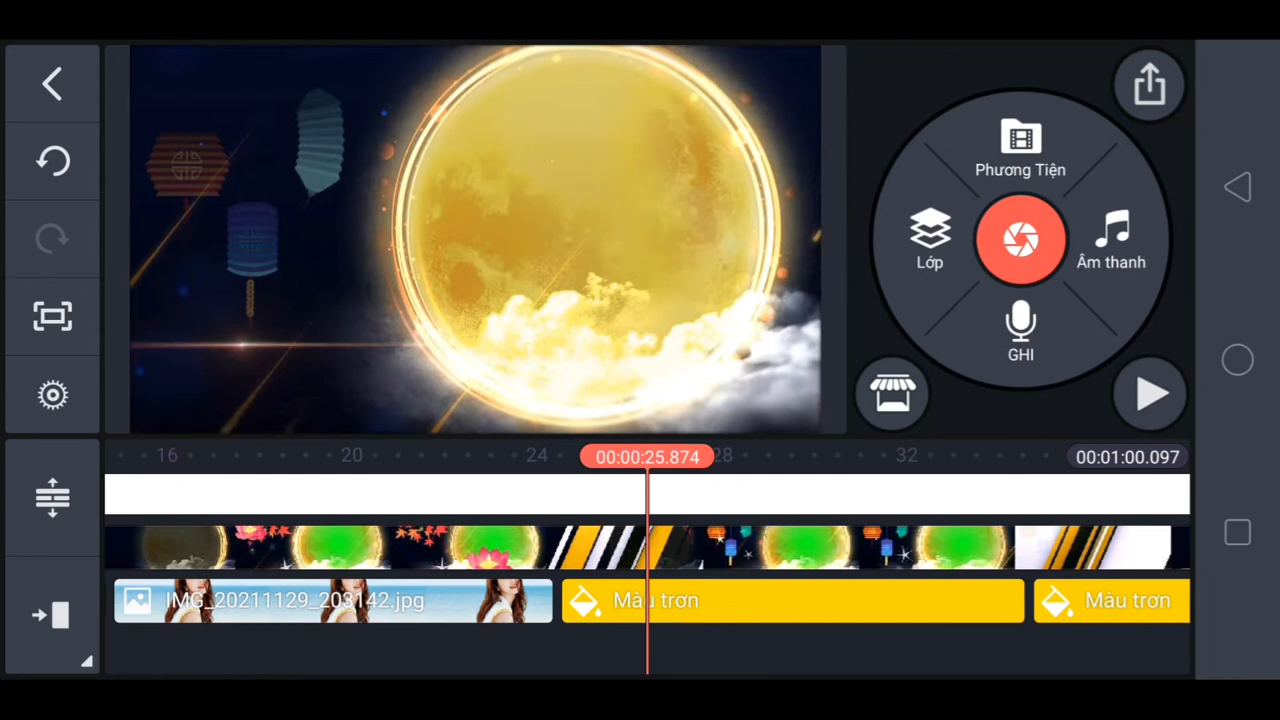 Phương Tiện
Lớp
Âm thanh
GHI
16
20
24
00:00:25.874
28
32
00:01:00.097
IMG_20211129_203142.jpg
Màu trơn
Màu trơn